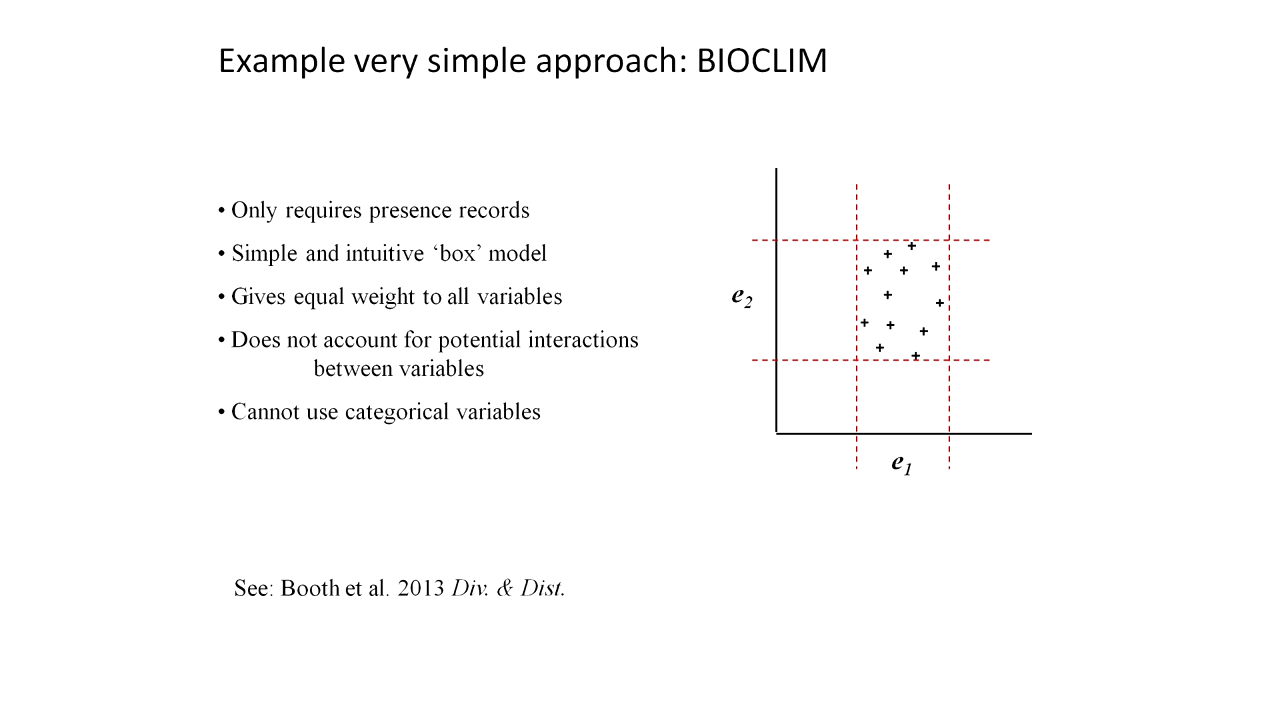 Example very simple approach: BIOCLIM
• Only requires presence records
• Simple and intuitive ‘box’ model
• Gives equal weight to all variables
• Does not account for potential interactions
between variables
• Cannot use categorical variables
e2
e1
See: Booth et al. 2013 Div. & Dist.